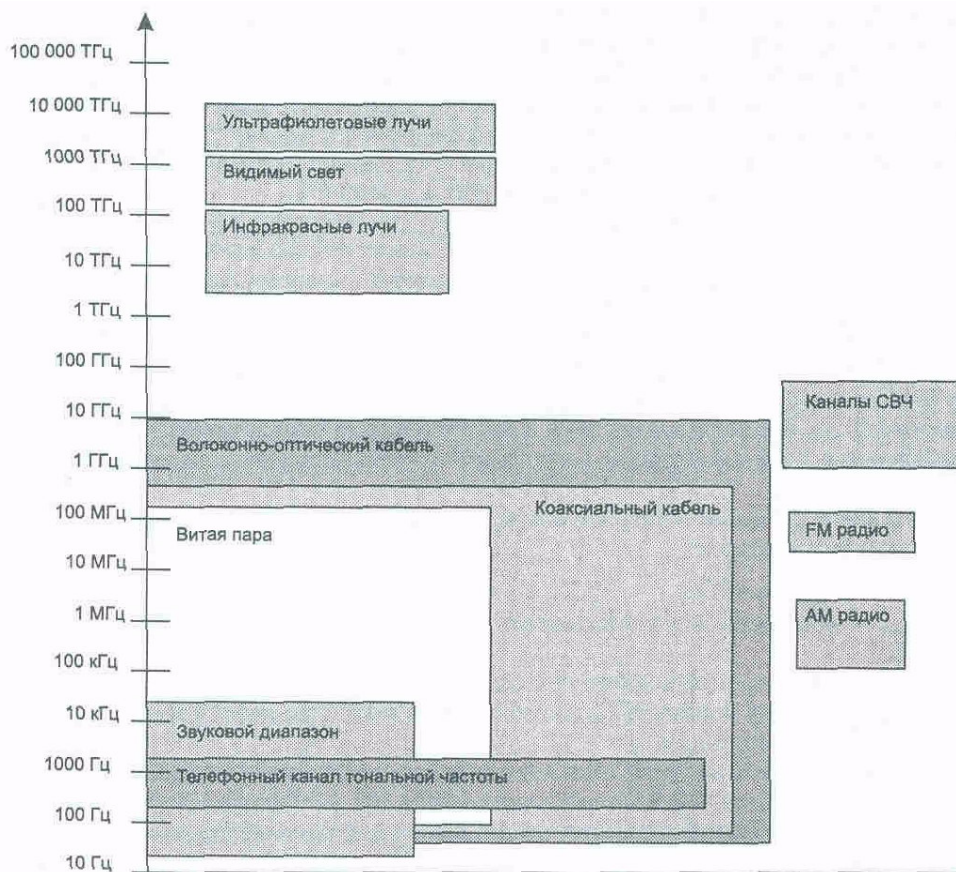 100 000 ТГц
10 000 ТГц
Ультрафиолетовые лучи
1000 ТГц
Видимый свет
100 ТГц
Инфракрасные лучи
10 ТГц
1 ТГц
100 ГГц
Каналы СВЧ
10 ГГц
Волоконно-оптический кабель
1 ГГц
Коаксиальный кабель
100 МГц
Витая пара
FM радио
10 МГц
1 МГц
АМ радио
100 кГц
10 кГц
Звуковой диапазон
1000 Гц
Телефонный канал тональной частоты
100 Гц
10 Гц